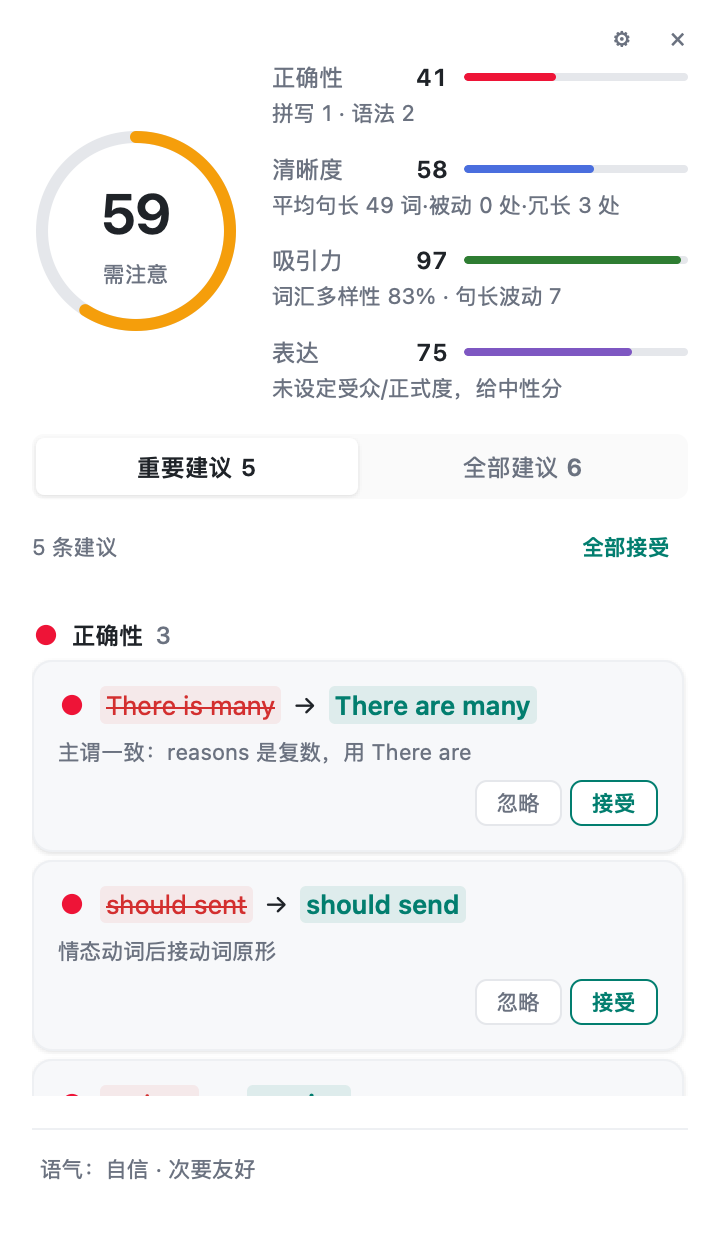 正确性 41
拼写 1 · 语法 2
清晰度 58
平均句长 49 词·被动 0 处·冗长 3 处
吸引力 97
词汇多样性 83% · 句长波动 7
表达 75
未设定受众/正式度，给中性分
59
需注意
重要建议 5
全部建议 6
5 条建议
全部接受
正确性 3
There is many → There are many
主谓一致：reasons 是复数，用 There are
忽略
接受
should sent → should send
情态动词后接动词原形
忽略
接受
语气：自信 · 次要友好